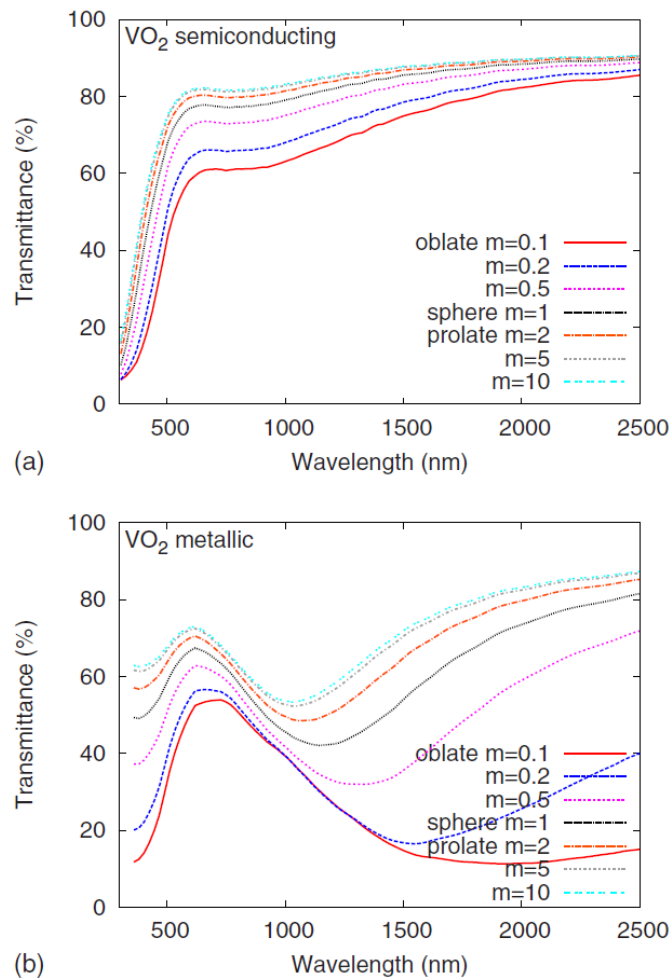 VO2 semiconducting
100
80
60
40
20
0
Transmittance (%)
oblate m=0.1
m=0.2
m=0.5
sphere m=1
prolate m=2
m=5
m=10
500 1000 1500 2000 2500
Wavelength (nm)
(a)
VO2 metallic
100
80
60
40
20
0
Transmittance (%)
oblate m=0.1
m=0.2
m=0.5
sphere m=1
prolate m=2
m=5
m=10
500 1000 1500 2000 2500
Wavelength (nm)
(b)